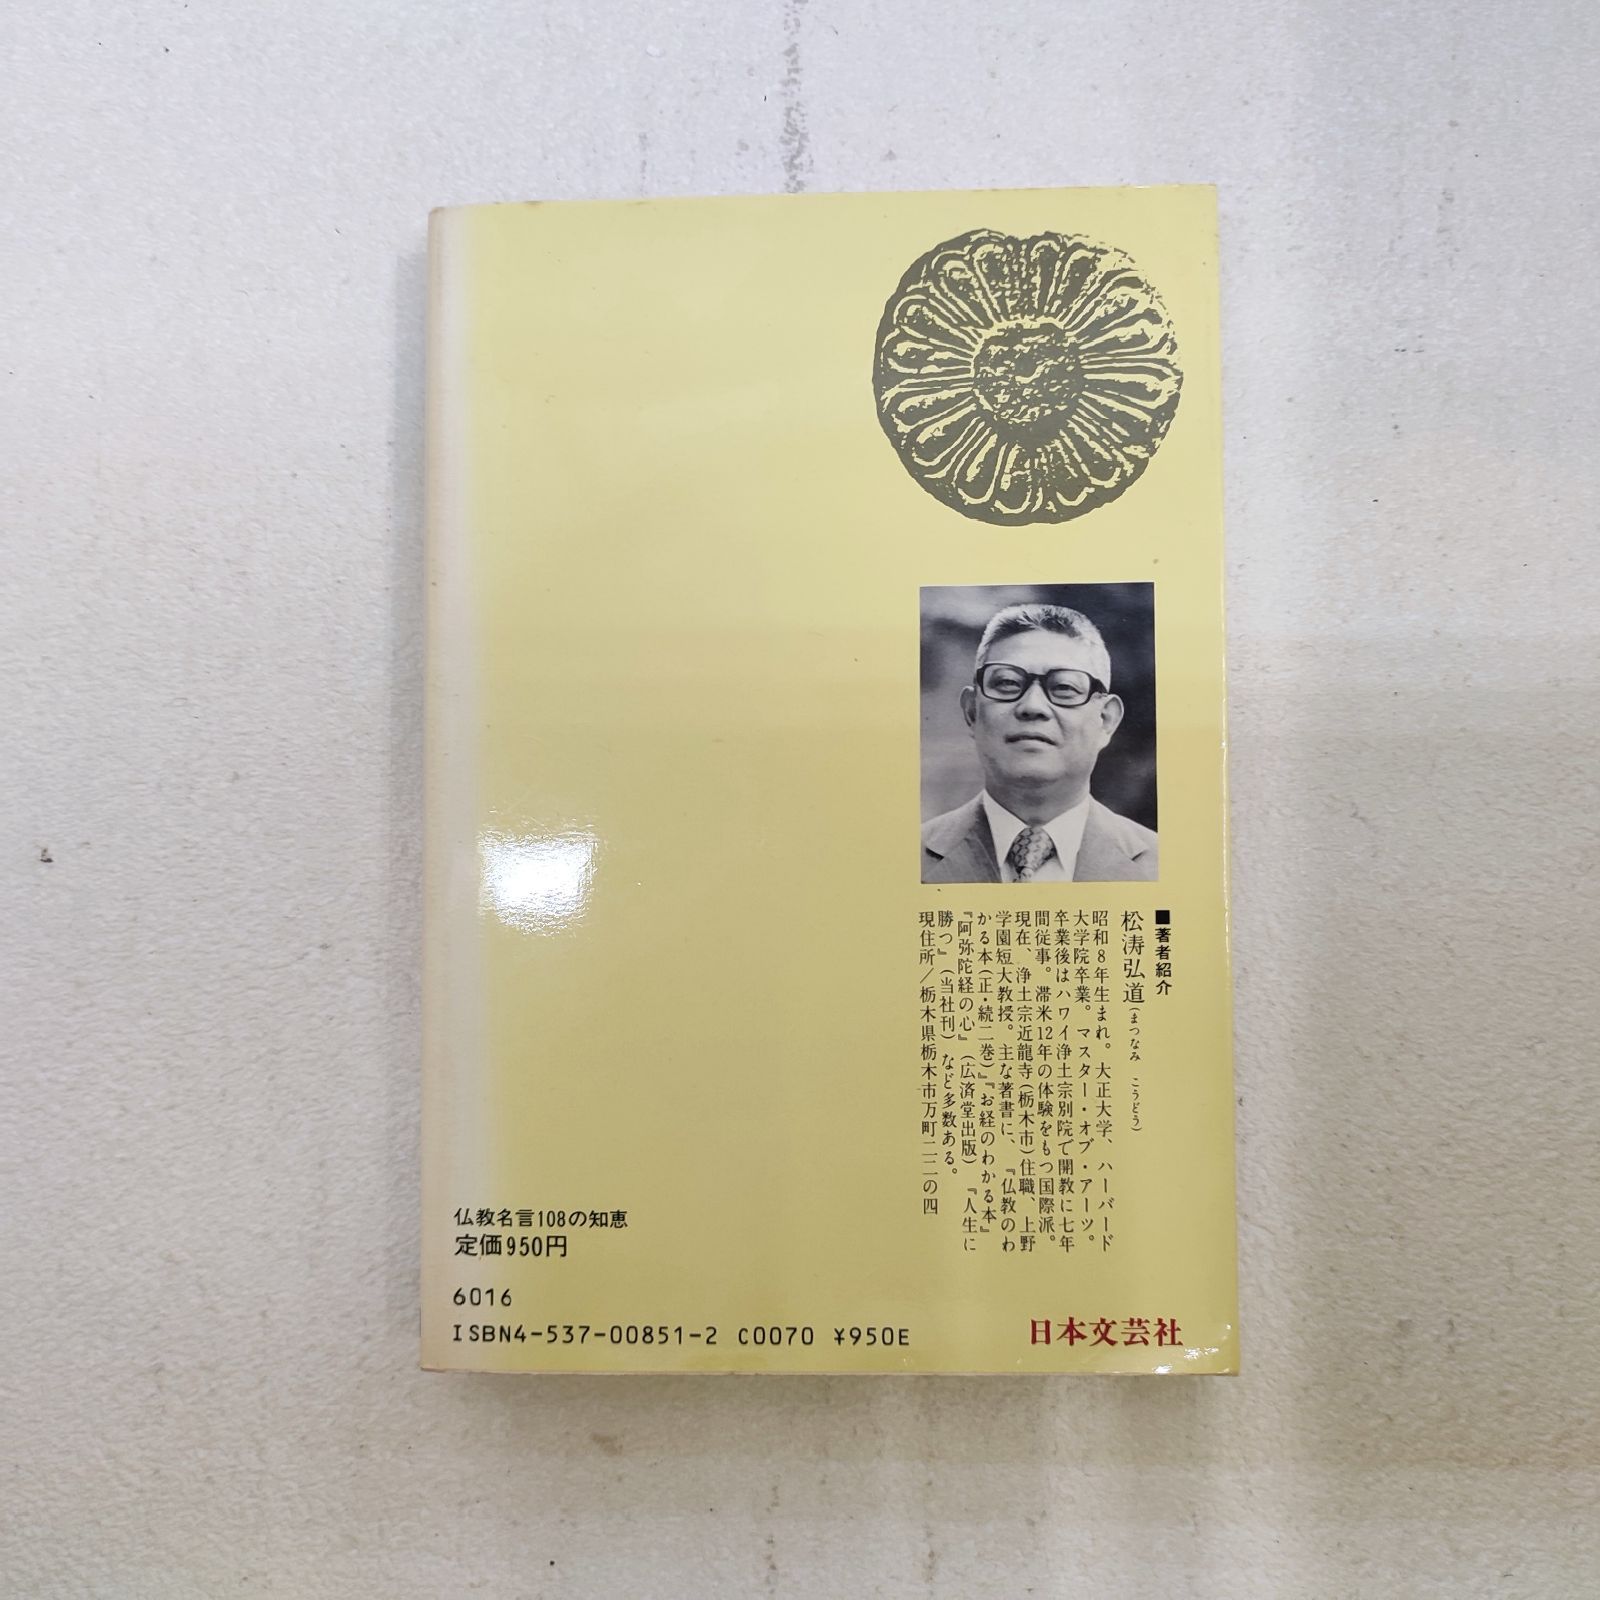 ■著者紹介
松涛弘道(まつなみ こうどう)
昭和8年生まれ。大正大学、ハーバード
大学院卒業。マスター・オブ・アーツ。
卒業後はハワイ浄土宗別院で開教に七年
間従事。滞米12年の体験をもつ国際派。
現在、浄土宗近龍寺(栃木市)住職、上野
学園短大教授。主な著書に、『仏教のわ
かる本(正・続二巻)』『お経のわかる本』
『阿弥陀経の心』(広済堂出版)『人生に
勝つ』(当社刊)など多数ある。
現住所/栃木県栃木市万町二二の四
仏教名言108の知恵
定価950円
6016
ISBN4-537-00851-2 C0070 ¥950E
日本文芸社